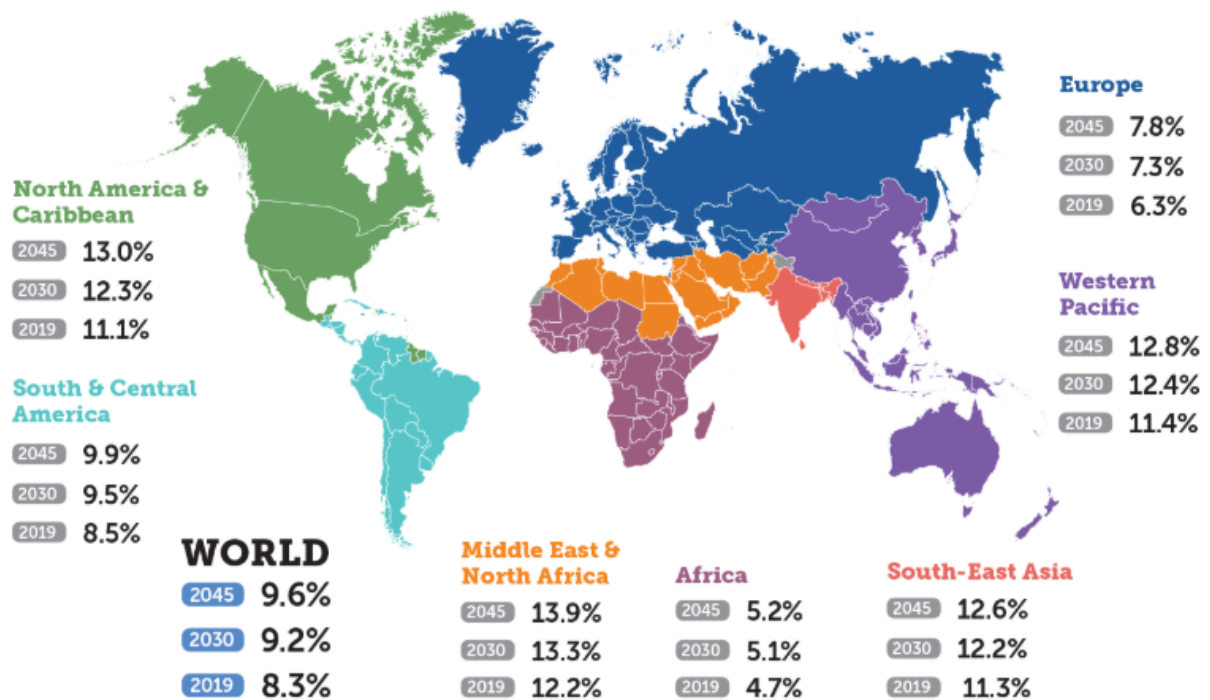 North America &
Caribbean
2045 13.0%
2030 12.3%
2019 11.1%
South & Central
America
2045 9.9%
2030 9.5%
2019 8.5%
WORLD
2045 9.6%
2030 9.2%
2019 8.3%
Middle East &
North Africa
2045 13.9%
2030 13.3%
2019 12.2%
Africa
2045 5.2%
2030 5.1%
2019 4.7%
South-East Asia
2045 12.6%
2030 12.2%
2019 11.3%
Europe
2045 7.8%
2030 7.3%
2019 6.3%
Western
Pacific
2045 12.8%
2030 12.4%
2019 11.4%